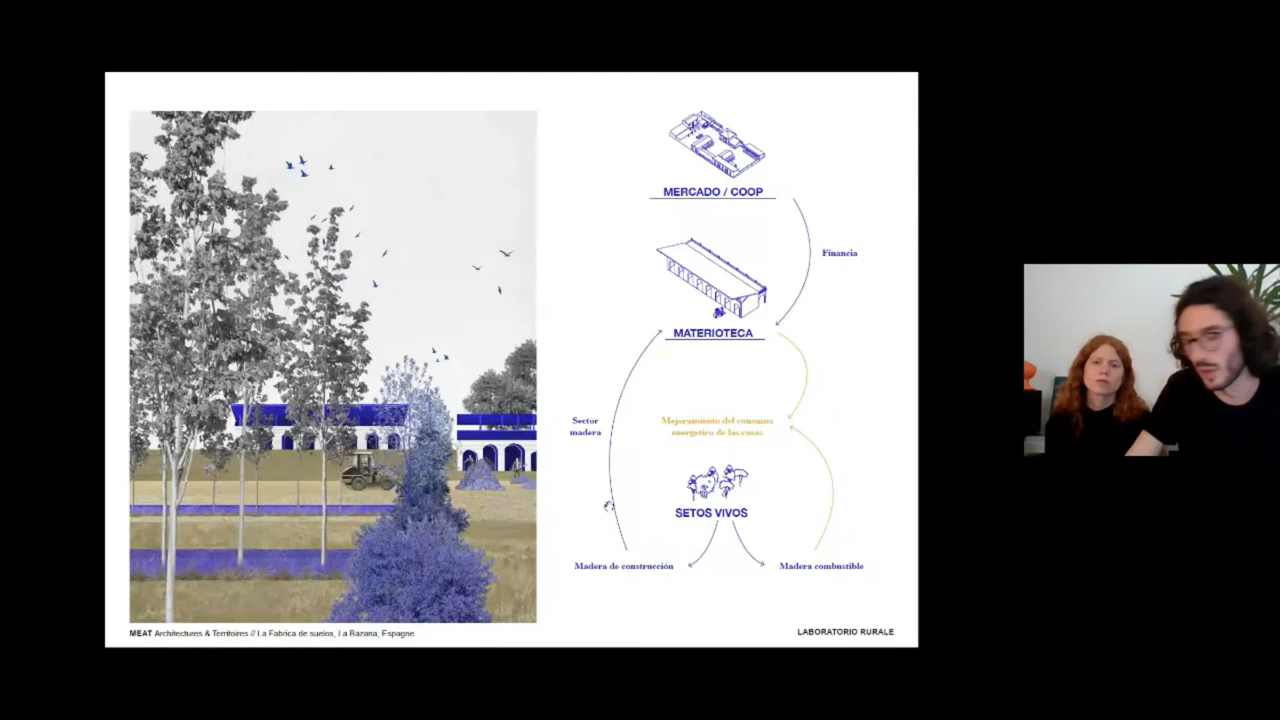 MERCADO / COOP
Financia
MATERIOTECA
Sector
madera
Mejoramiento del consumo
energetico de las casas
SETOS VIVOS
Madera de construcción
Madera combustible
MEAT Architectures & Territoires // La Fabrica de suelos, La Bazana, Espagne
LABORATORIO RURALE